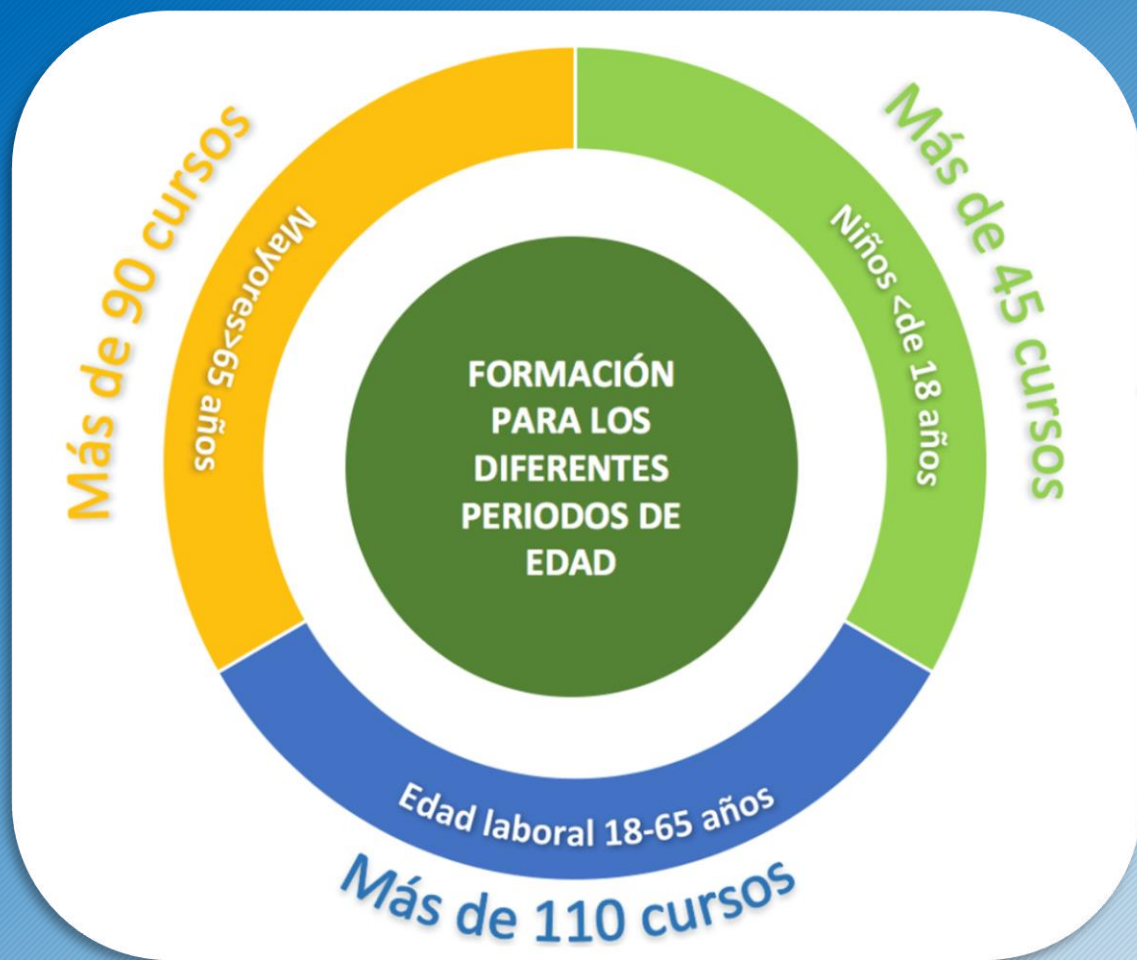 FORMACIÓN
PARA LOS
DIFERENTES
PERIODOS DE
EDAD
Niños <de 18 años
Más de 45 cursos
Edad laboral 18-65 años
Más de 110 cursos
Mayores>65 años
Más de 90 cursos